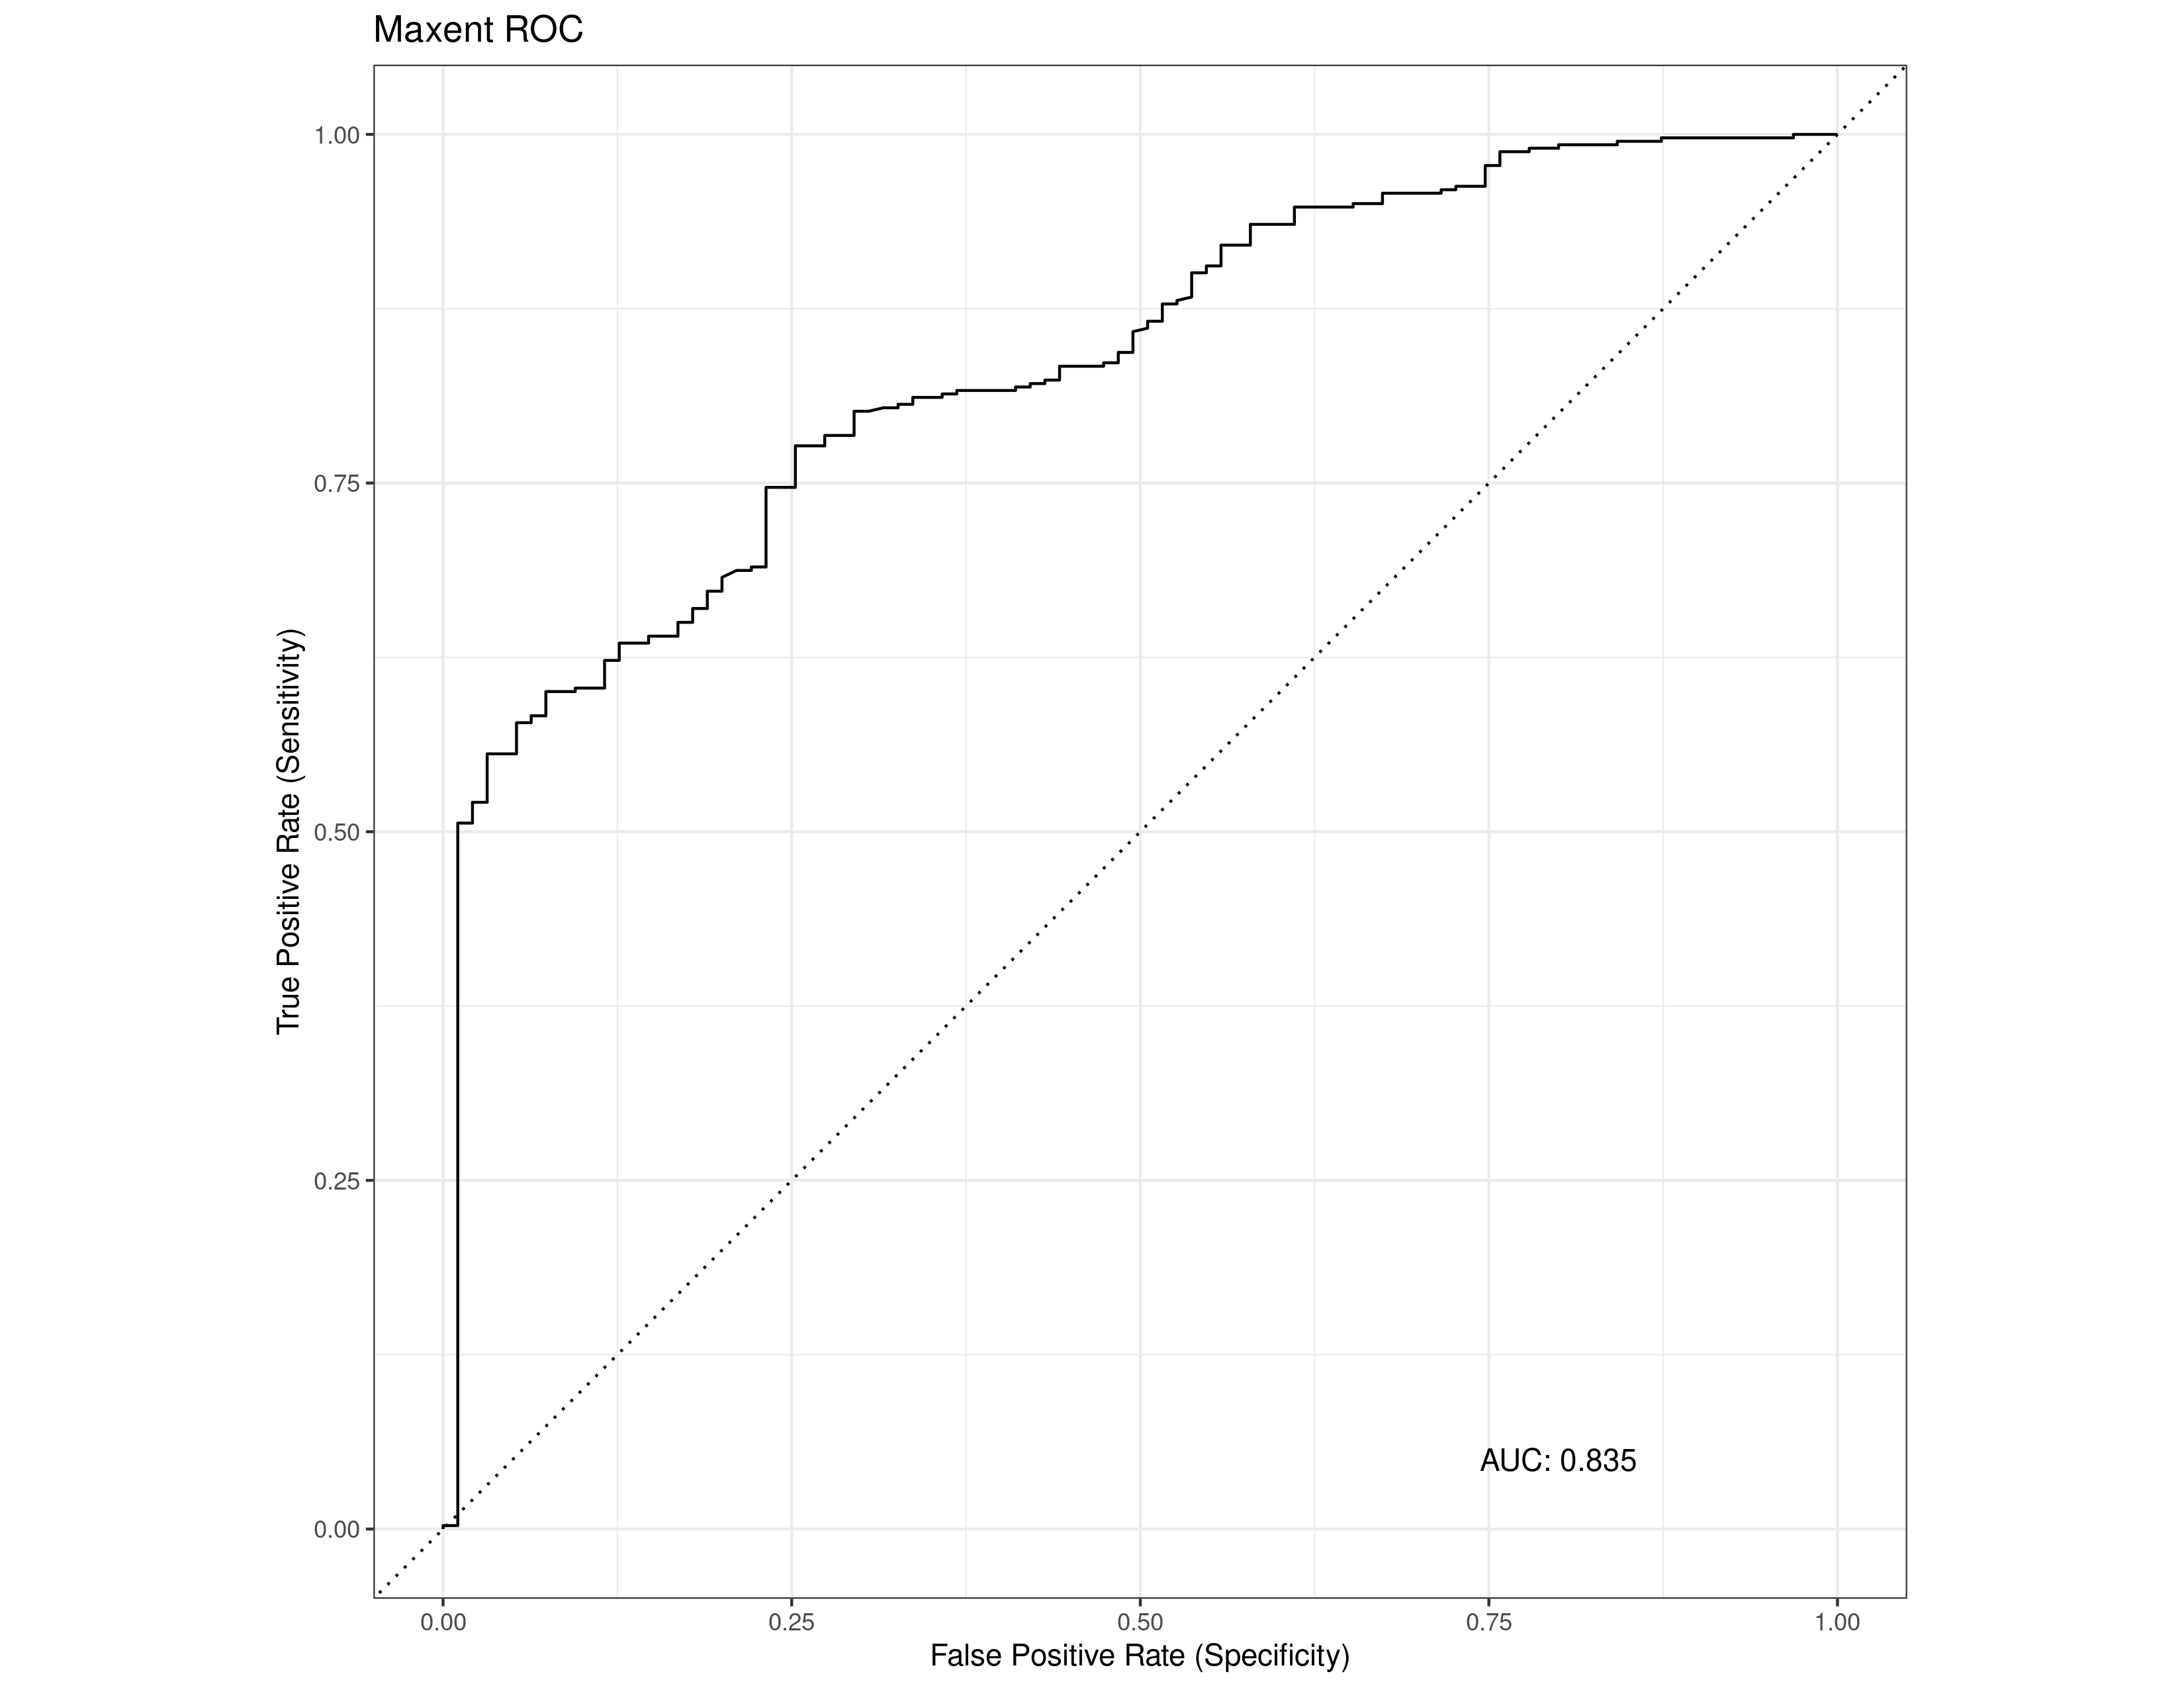 Maxent ROC
True Positive Rate (Sensitivity)
1.00
0.75
0.50
0.25
0.00
AUC: 0.835
0.00 0.25 0.50 0.75 1.00
False Positive Rate (Specificity)